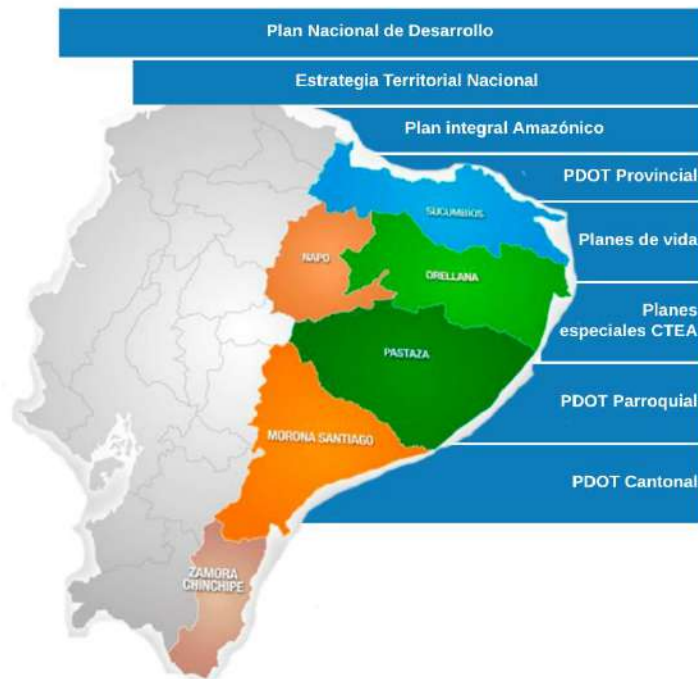 Plan Nacional de Desarrollo
Estrategia Territorial Nacional
Plan integral Amazónico
PDOT Provincial
SUCUMBIOS
Planes de vida
NAPO
ORELLANA
Planes
especiales CTEA
PASTAZA
PDOT Parroquial
MORONA SANTIAGO
PDOT Cantonal
ZAMORA
CHINCHIPE